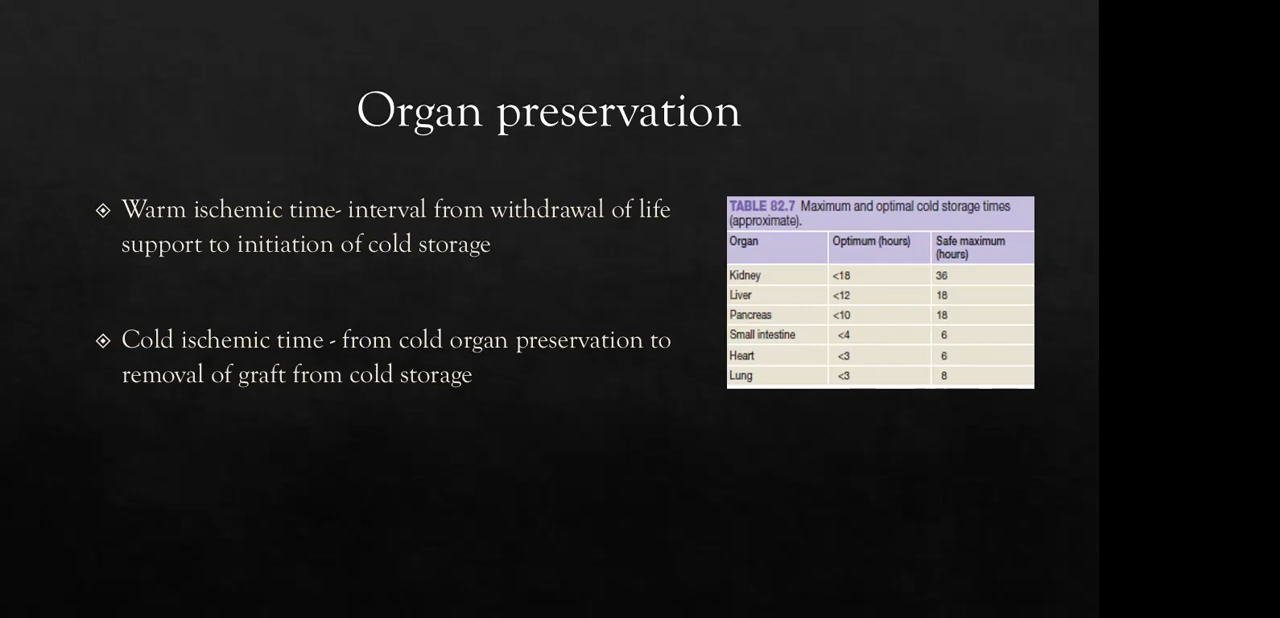 Organ preservation
Warm ischemic time- interval from withdrawal of life
support to initiation of cold storage
Cold ischemic time - from cold organ preservation to
removal of graft from cold storage
TABLE 82.7 Maximum and optimal cold storage times
(approximate).
Organ Optimum (hours) Safe maximum
(hours)
Kidney <18 36
Liver <12 18
Pancreas <10 18
Small intestine <4 6
Heart <3 6
Lung <3 8